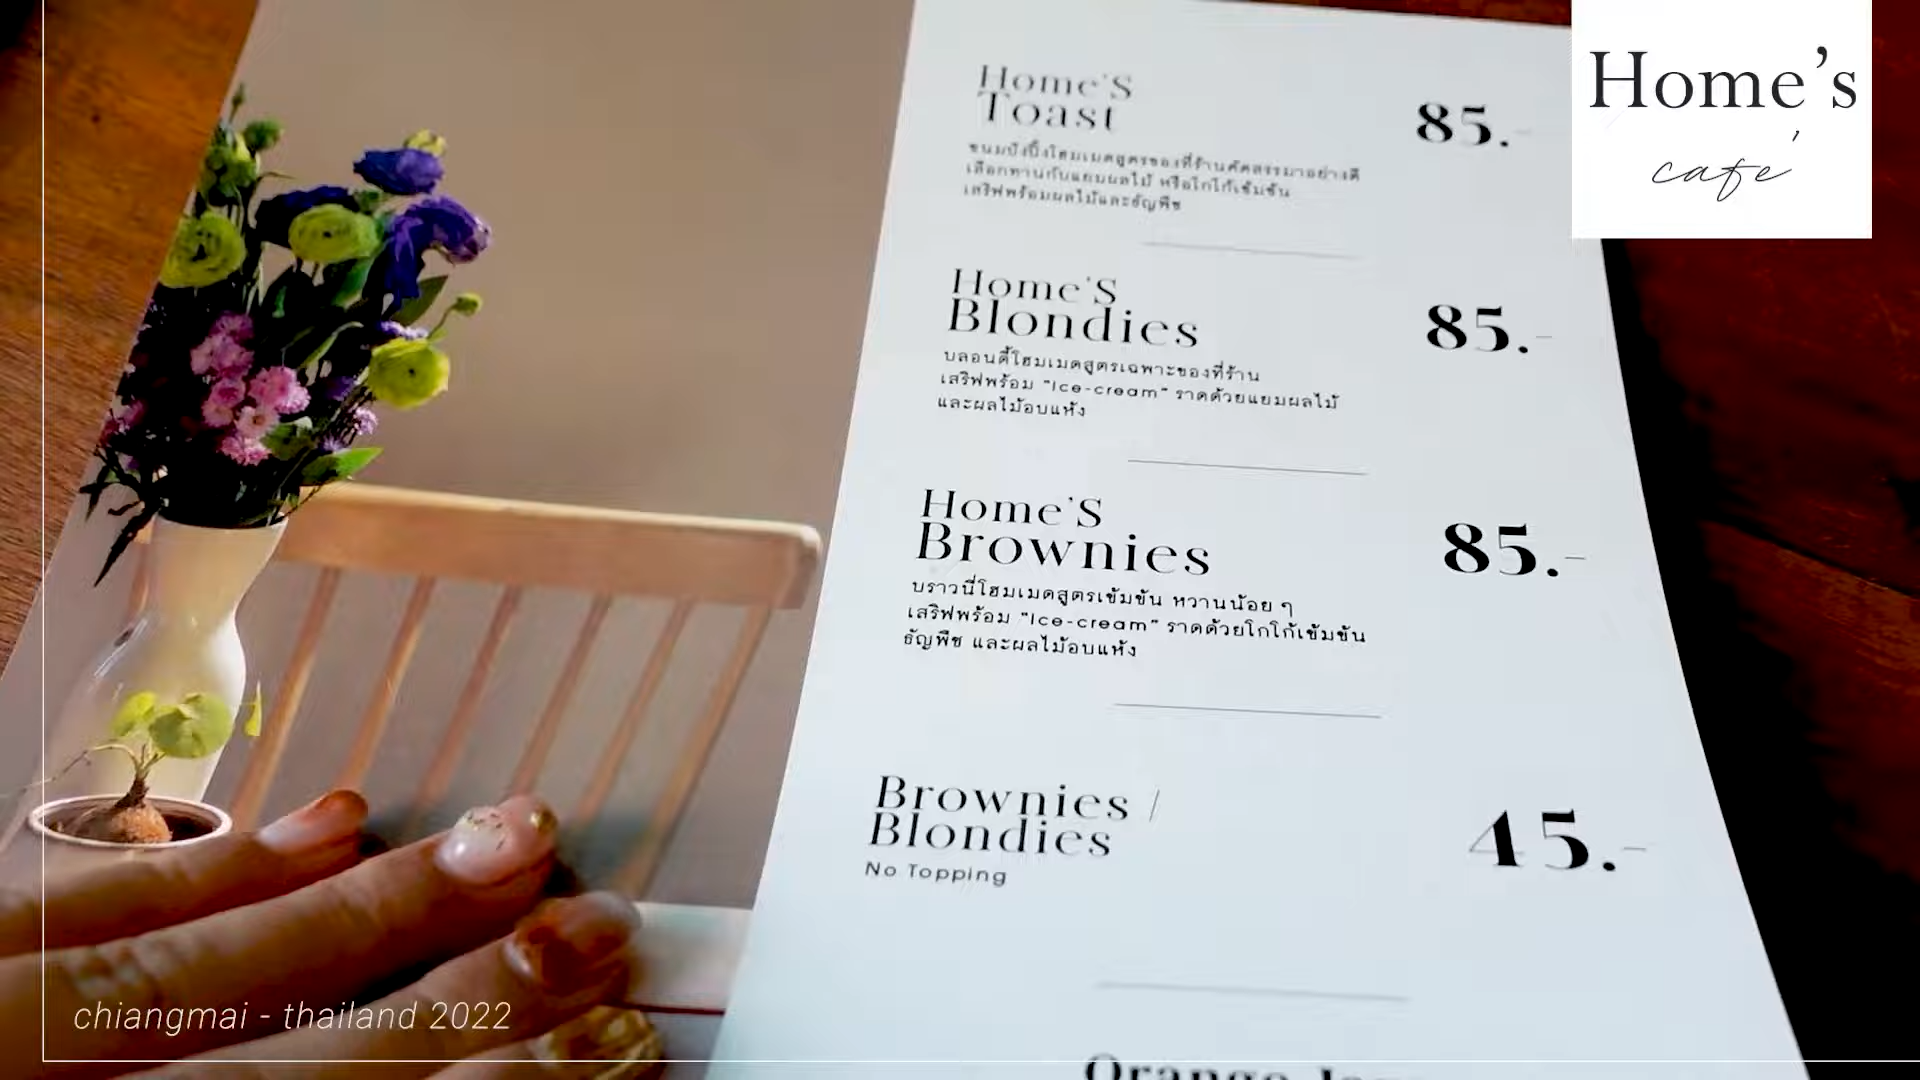 Home's
café
Home'S
Toast
85.-
ขนมปังปิ้งโฮมเมดสูตรของที่ร้านคัดสรรมาอย่างดี
เลือกทานกับแยมผลไม้ หรือโกโก้เข้มข้น
เสริฟพร้อมผลไม้และธัญพืช
Home'S
Blondies
85.-
บลอนดี้โฮมเมดสูตรเฉพาะของที่ร้าน
เสริฟพร้อม "Ice-cream" ราดด้วยแยมผลไม้
และผลไม้อบแห้ง
Home'S
Brownies
85.-
บราวนี่โฮมเมดสูตรเข้มข้น หวานน้อย ๆ
เสริฟพร้อม "Ice-cream" ราดด้วยโกโก้เข้มข้น
ธัญพืช และผลไม้อบแห้ง
Brownies /
Blondies
45.-
No Topping
Orange
chiangmai - thailand 2022